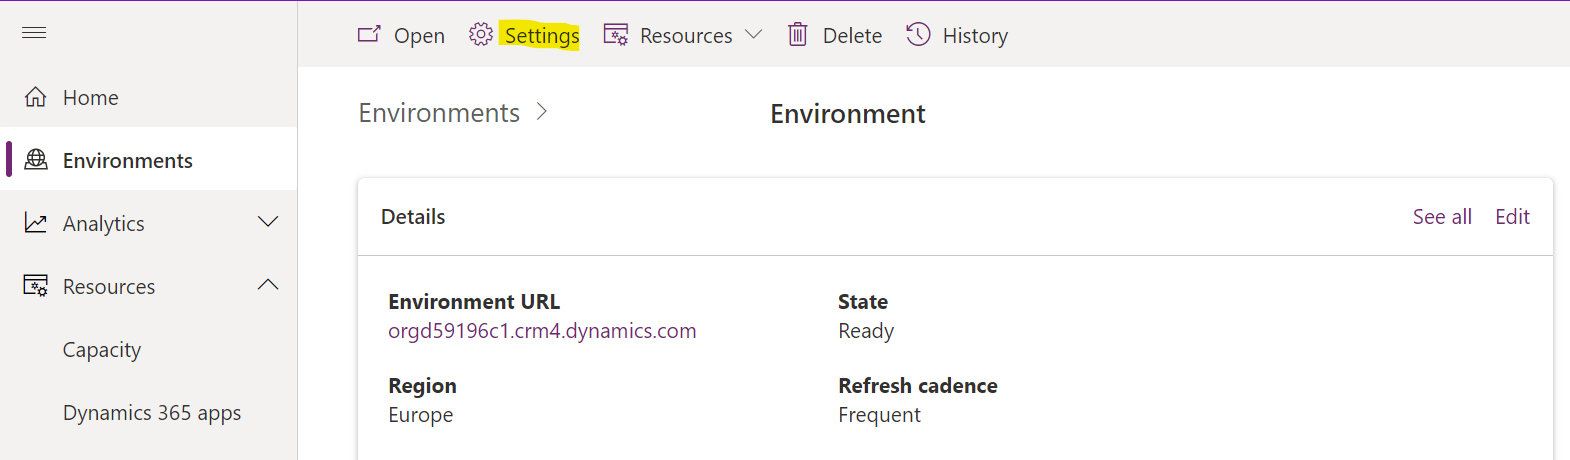 Open Settings Resources Delete History
Home
Environments
Analytics
Resources
Capacity
Dynamics 365 apps
Environments > Environment
Details
See all Edit
Environment URL
orgd59196c1.crm4.dynamics.com
State
Ready
Region
Europe
Refresh cadence
Frequent